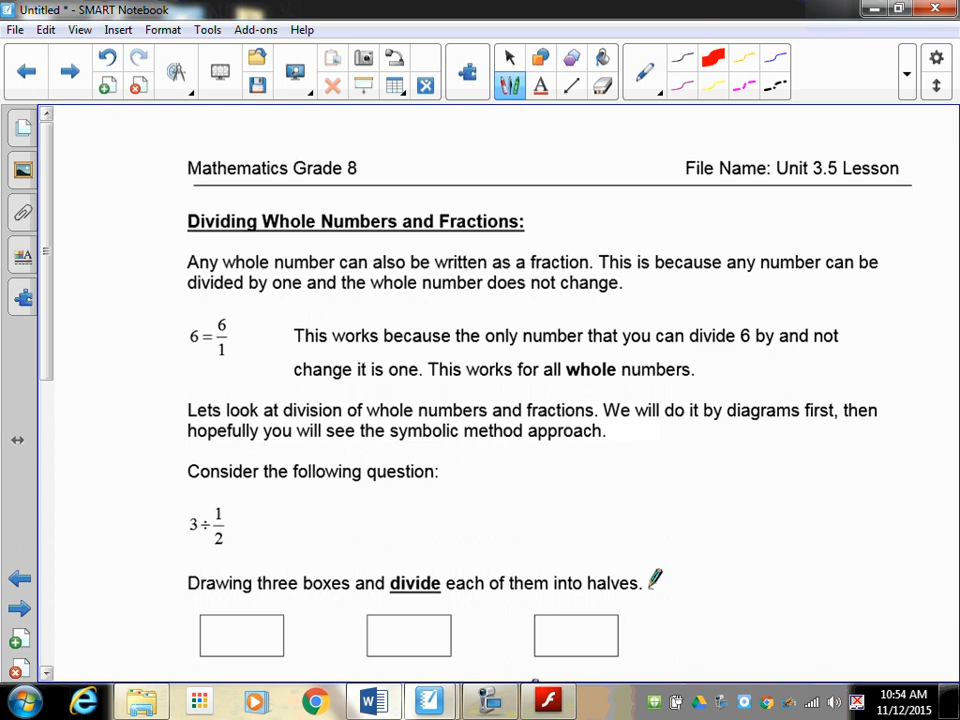 Untitled * - SMART Notebook
File Edit View Insert Format Tools Add-ons Help
Mathematics Grade 8 File Name: Unit 3.5 Lesson
Dividing Whole Numbers and Fractions:
Any whole number can also be written as a fraction. This is because any number can be
divided by one and the whole number does not change.
6 = 6/1 This works because the only number that you can divide 6 by and not
change it is one. This works for all whole numbers.
Lets look at division of whole numbers and fractions. We will do it by diagrams first, then
hopefully you will see the symbolic method approach.
Consider the following question:
3 ÷ 1/2
Drawing three boxes and divide each of them into halves.
10:54 AM
11/12/2015